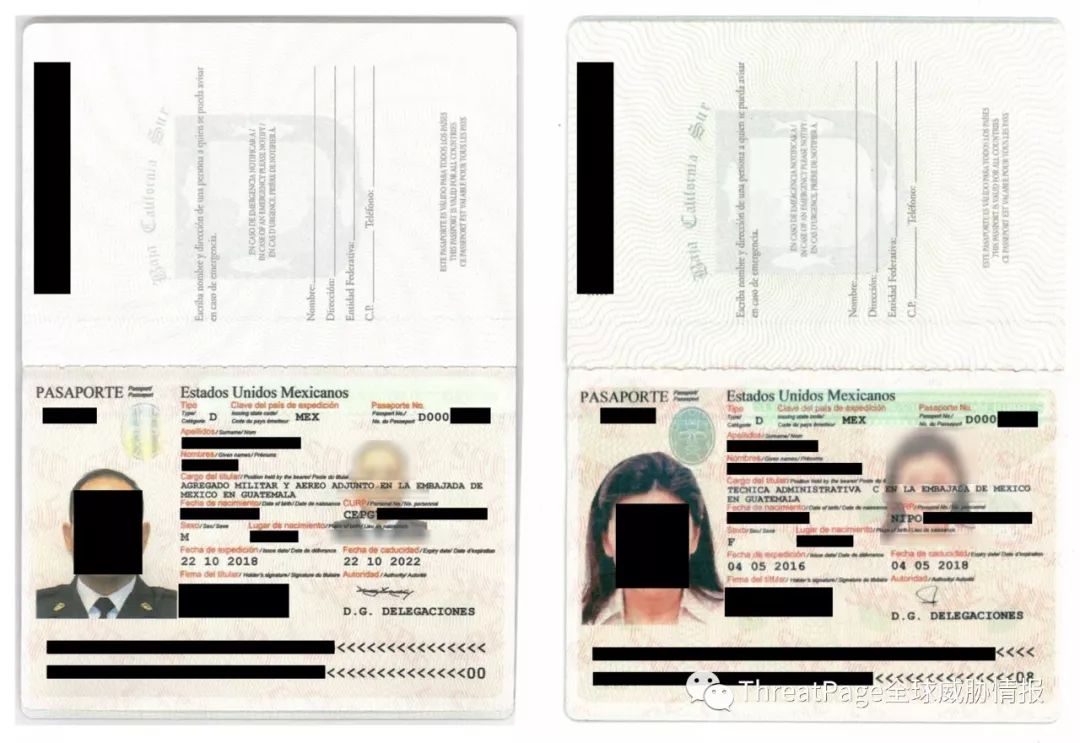 Baja California Sur
Escriba nombre y dirección de una persona a quien se pueda avisar
en caso de emergencia.
EN CASO DE EMERGENCIA NOTIFICAR A /
IN CASE OF AN EMERGENCY PLEASE NOTIFY /
EN CAS D'URGENCE, PRIÈRE DE NOTIFIER À.
Nombre:
Dirección:
Entidad Federativa:
C.P. Teléfono:
ESTE PASAPORTE ES VÁLIDO PARA TODOS LOS PAÍSES
THIS PASSPORT IS VALID FOR ALL COUNTRIES
CE PASSEPORT EST VALABLE POUR TOUS LES PAYS
PASAPORTE Passport/ Passeport
Estados Unidos Mexicanos
Tipo Clave del país de expedición Pasaporte No.
Type/ Issuing state code/ Passport No./
Catégorie D Code du pays émetteur MEX No. du Passeport D000
Apellidos/Surname/Nom
Nombres/Given names/Prénoms
Cargo del titular/Position held by the bearer/Poste du titulaire
AGREGADO MILITAR Y AEREO ADJUNTO EN LA EMBAJADA DE
MEXICO EN GUATEMALA
Fecha de nacimiento/Date of birth/Date de naissance CURP/Personal No./No. personnel
CEPG
Sexo/Sex/Sexe Lugar de nacimiento/Place of birth/Lieu de naissance
M
Fecha de expedición/Issue date/Date de délivrance Fecha de caducidad/Expiry date/Date d'expiration
22 10 2018 22 10 2022
Firma del titular/Holder's signature/Signature du titulaire Autoridad/Authority/Autorité
D.G. DELEGACIONES
<<<<<<<<<<<<<<<
<<<<<<<<<<<<<<00
Baja California Sur
Escriba nombre y dirección de una persona a quien se pueda avisar
en caso de emergencia.
EN CASO DE EMERGENCIA NOTIFICAR A /
IN CASE OF AN EMERGENCY PLEASE NOTIFY /
EN CAS D'URGENCE, PRIÈRE DE NOTIFIER À.
Nombre:
Dirección:
Entidad Federativa:
C.P. Teléfono:
ESTE PASAPORTE ES VÁLIDO PARA TODOS LOS PAÍSES
THIS PASSPORT IS VALID FOR ALL COUNTRIES
CE PASSEPORT EST VALABLE POUR TOUS LES PAYS
PASAPORTE Passport/ Passeport
Estados Unidos Mexicanos
Tipo Clave del país de expedición Pasaporte No.
Type/ Issuing state code/ Passport No./
Catégorie D Code du pays émetteur MEX No. du Passeport D000
Apellidos/Surname/Nom
Nombres/Given names/Prénoms
Cargo del titular/Position held by the bearer/Poste du titulaire
TECNICA ADMINISTRATIVA C EN LA EMBAJADA DE MEXICO
EN GUATEMALA
Fecha de nacimiento/Date of birth/Date de naissance CURP/Personal No./No. personnel
NIPO
Sexo/Sex/Sexe Lugar de nacimiento/Place of birth/Lieu de naissance
F
Fecha de expedición/Issue date/Date de délivrance Fecha de caducidad/Expiry date/Date d'expiration
04 05 2016 04 05 2018
Firma del titular/Holder's signature/Signature du titulaire Autoridad/Authority/Autorité
D.G. DELEGACIONES
<<<<
<<<<<<<<<<<<<<08
ThreatPage全球威胁情报